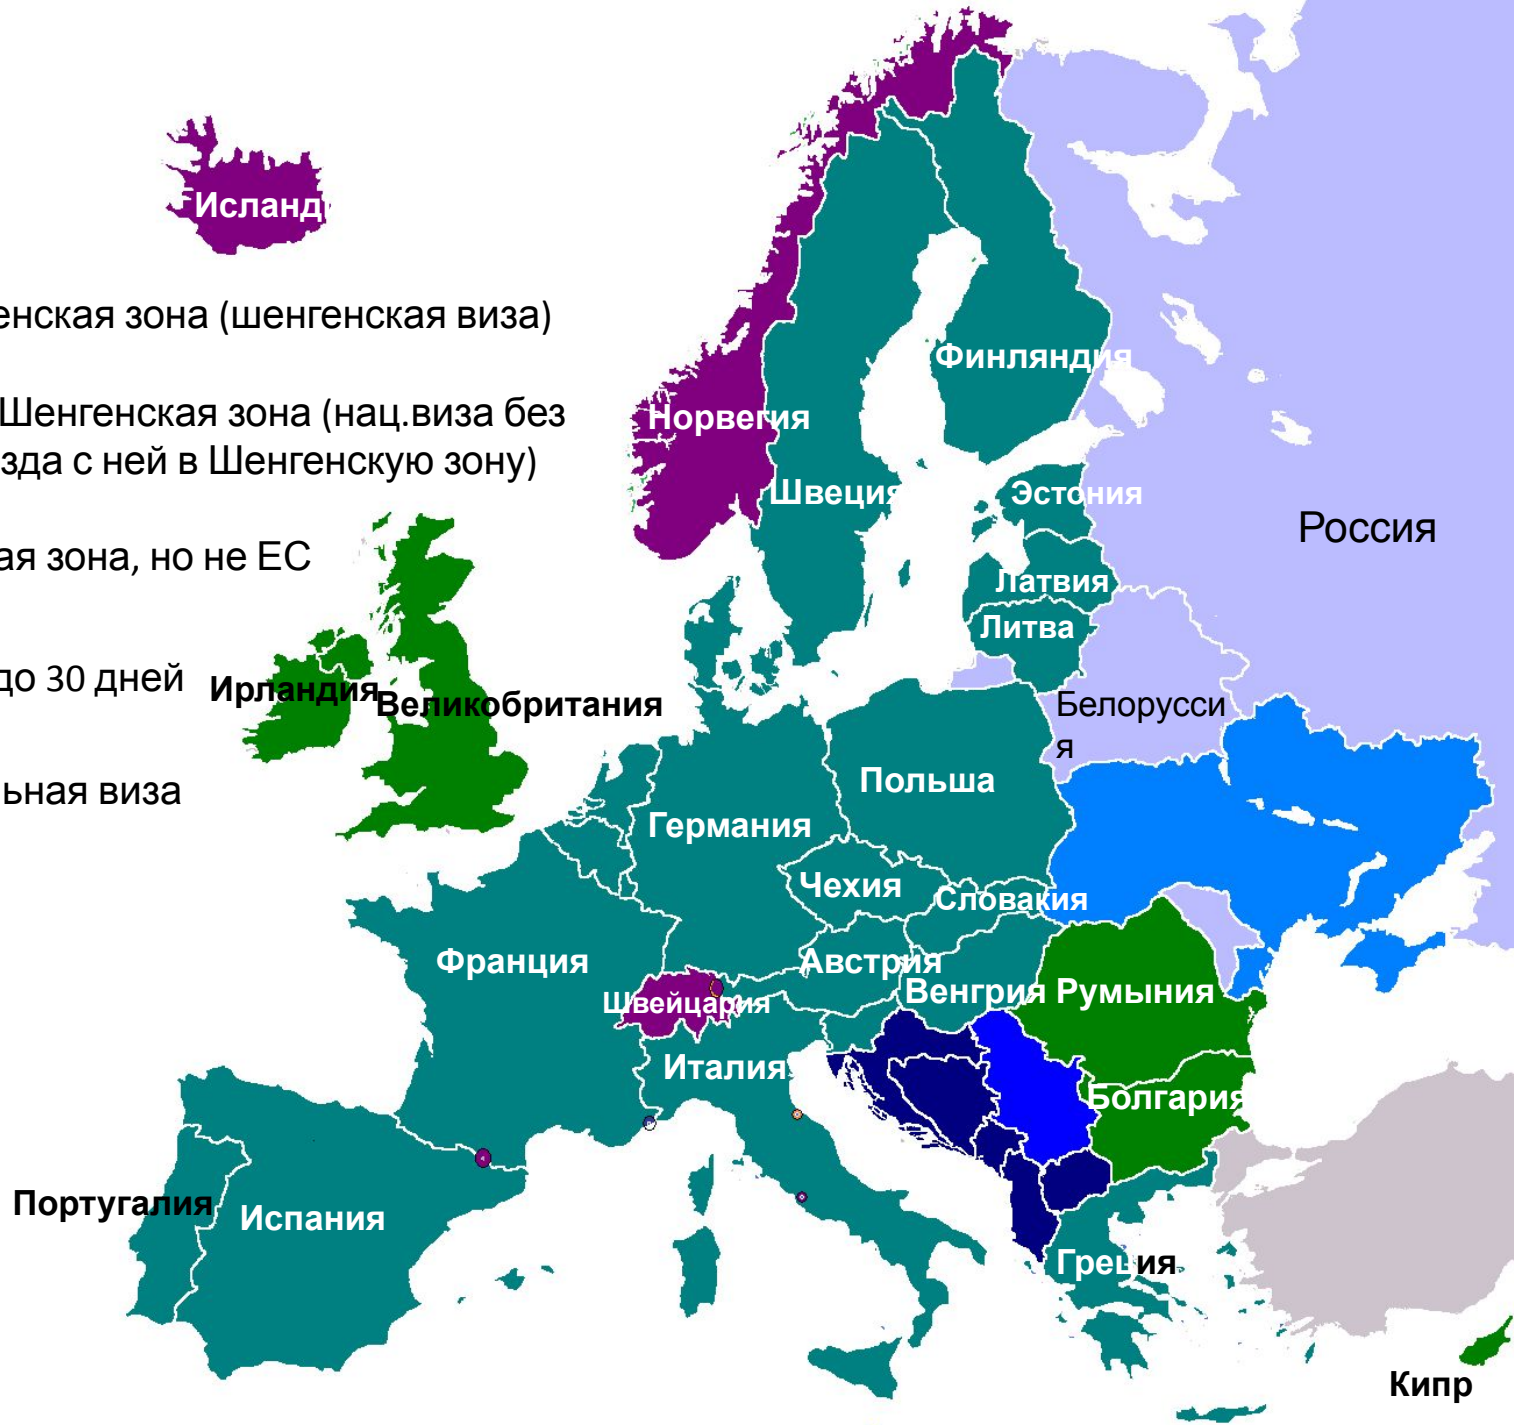 Исланд
енская зона (шенгенская виза)
Финляндия
Шенгенская зона (нац.виза без
зда с ней в Шенгенскую зону)
Норвегия
Швеция
Эстония
Россия
ая зона, но не ЕС
Латвия
Литва
до 30 дней
Ирландия
Великобритания
Белорусси
я
Польша
ьная виза
Германия
Чехия
Словакия
Франция
Австрия
Венгрия
Румыния
Швейцария
Италия
Болгария
Португалия
Испания
Греция
Кипр